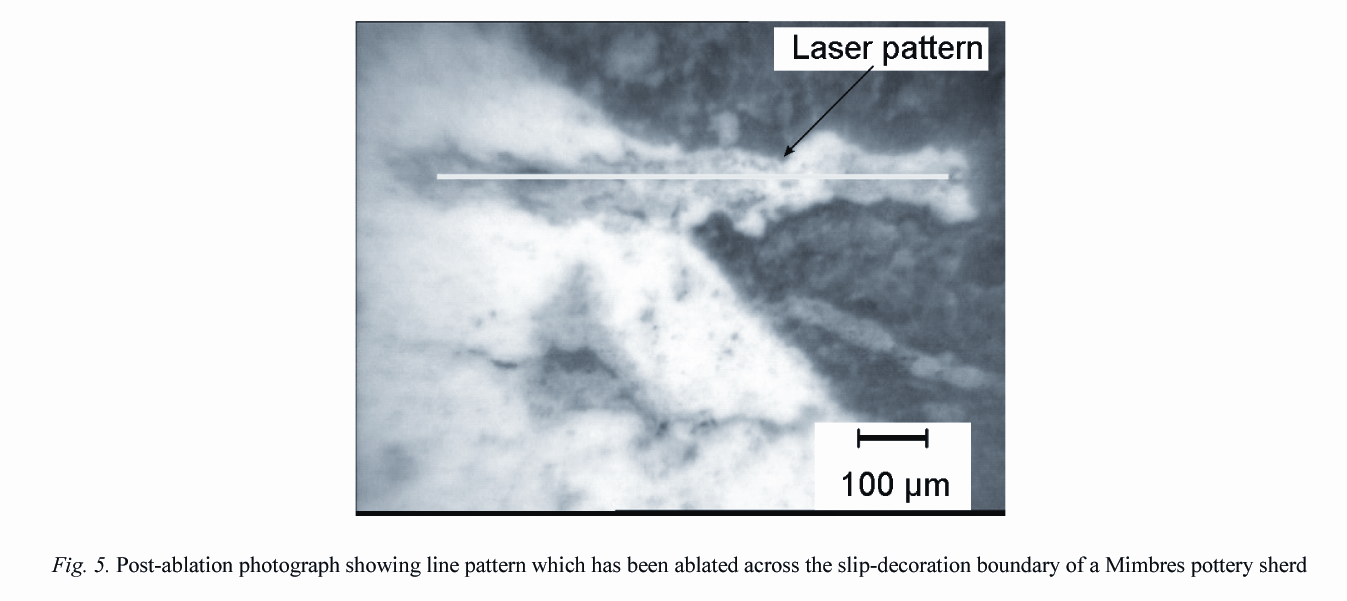 Laser pattern
100 µm
Fig. 5. Post-ablation photograph showing line pattern which has been ablated across the slip-decoration boundary of a Mimbres pottery sherd